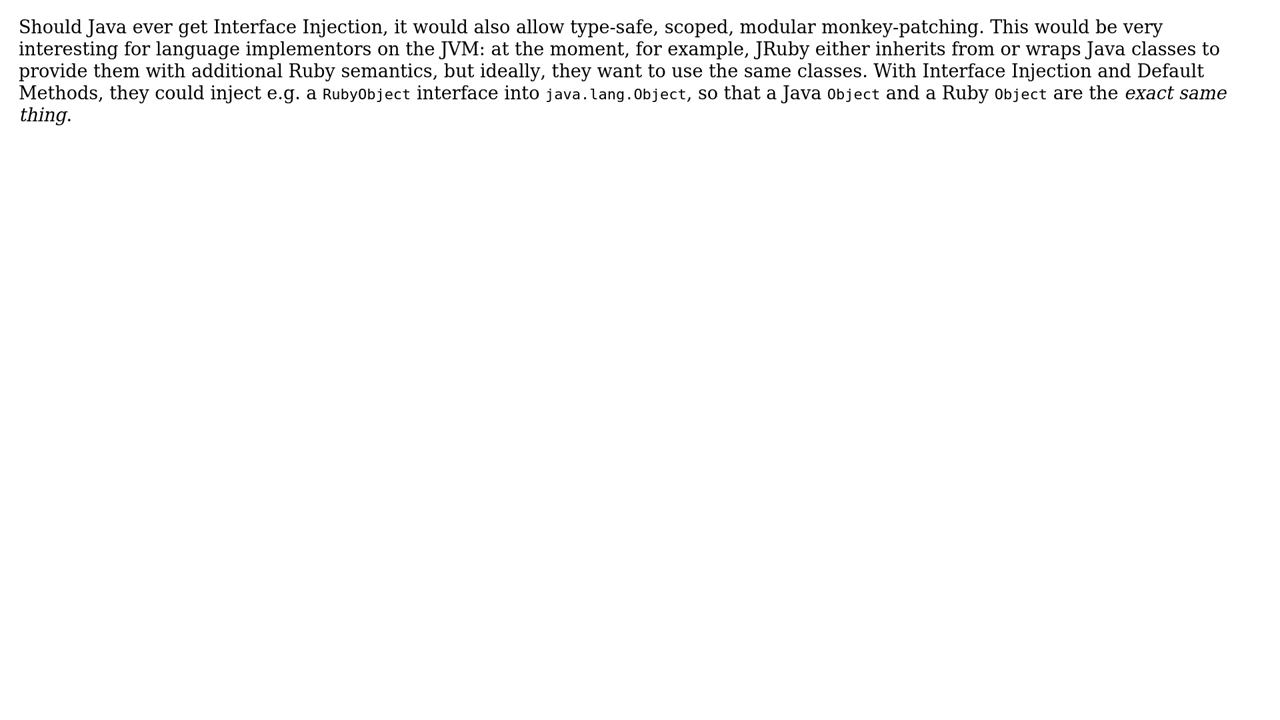 Should Java ever get Interface Injection, it would also allow type-safe, scoped, modular monkey-patching. This would be very
interesting for language implementors on the JVM: at the moment, for example, JRuby either inherits from or wraps Java classes to
provide them with additional Ruby semantics, but ideally, they want to use the same classes. With Interface Injection and Default
Methods, they could inject e.g. a RubyObject interface into java.lang.Object, so that a Java Object and a Ruby Object are the exact same
thing.